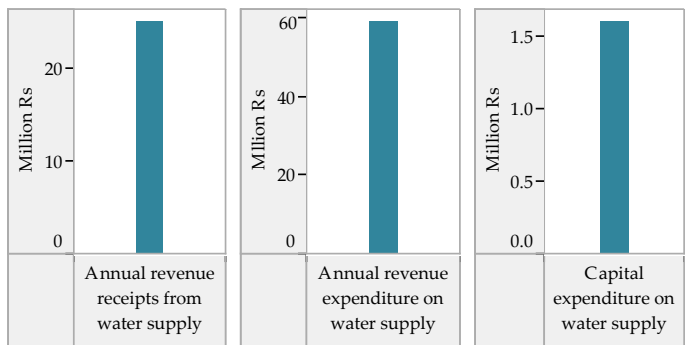 Million Rs
20
10
0
Annual revenue
receipts from
water supply
Mllion Rs
60
40
20
0
Annual revenue
expenditure on
water supply
Million Rs
1.5
1.0
0.5
0.0
Capital
expenditure on
water supply